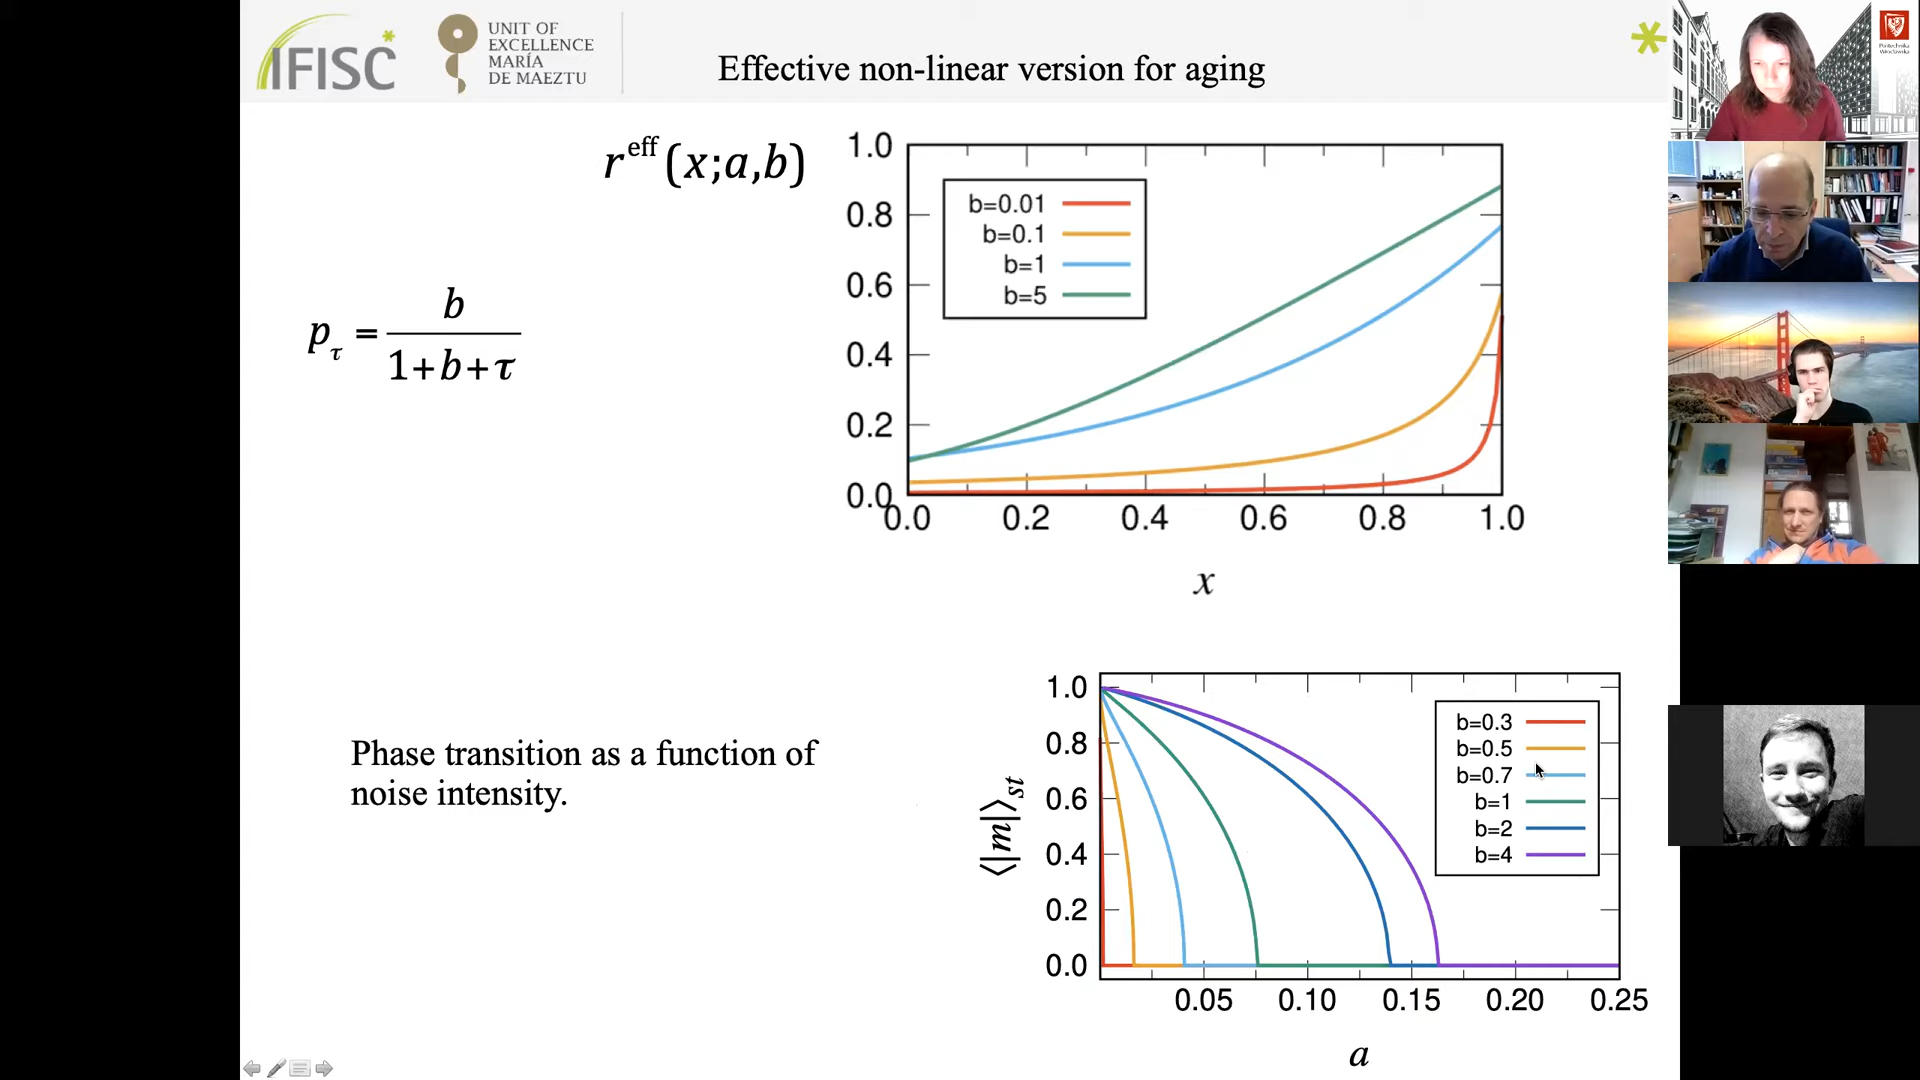 IFISC
UNIT OF
EXCELLENCE
MARÍA
DE MAEZTU
Effective non-linear version for aging
r^eff(x;a,b)
p_τ = b / (1+b+τ)
1.0
0.8
0.6
0.4
0.2
0.0
b=0.01
b=0.1
b=1
b=5
0.0 0.2 0.4 0.6 0.8 1.0
x
Phase transition as a function of
noise intensity.
⟨|m|⟩_st
1.0
0.8
0.6
0.4
0.2
0.0
b=0.3
b=0.5
b=0.7
b=1
b=2
b=4
0.05 0.10 0.15 0.20 0.25
a
Politechnika
Wrocławska